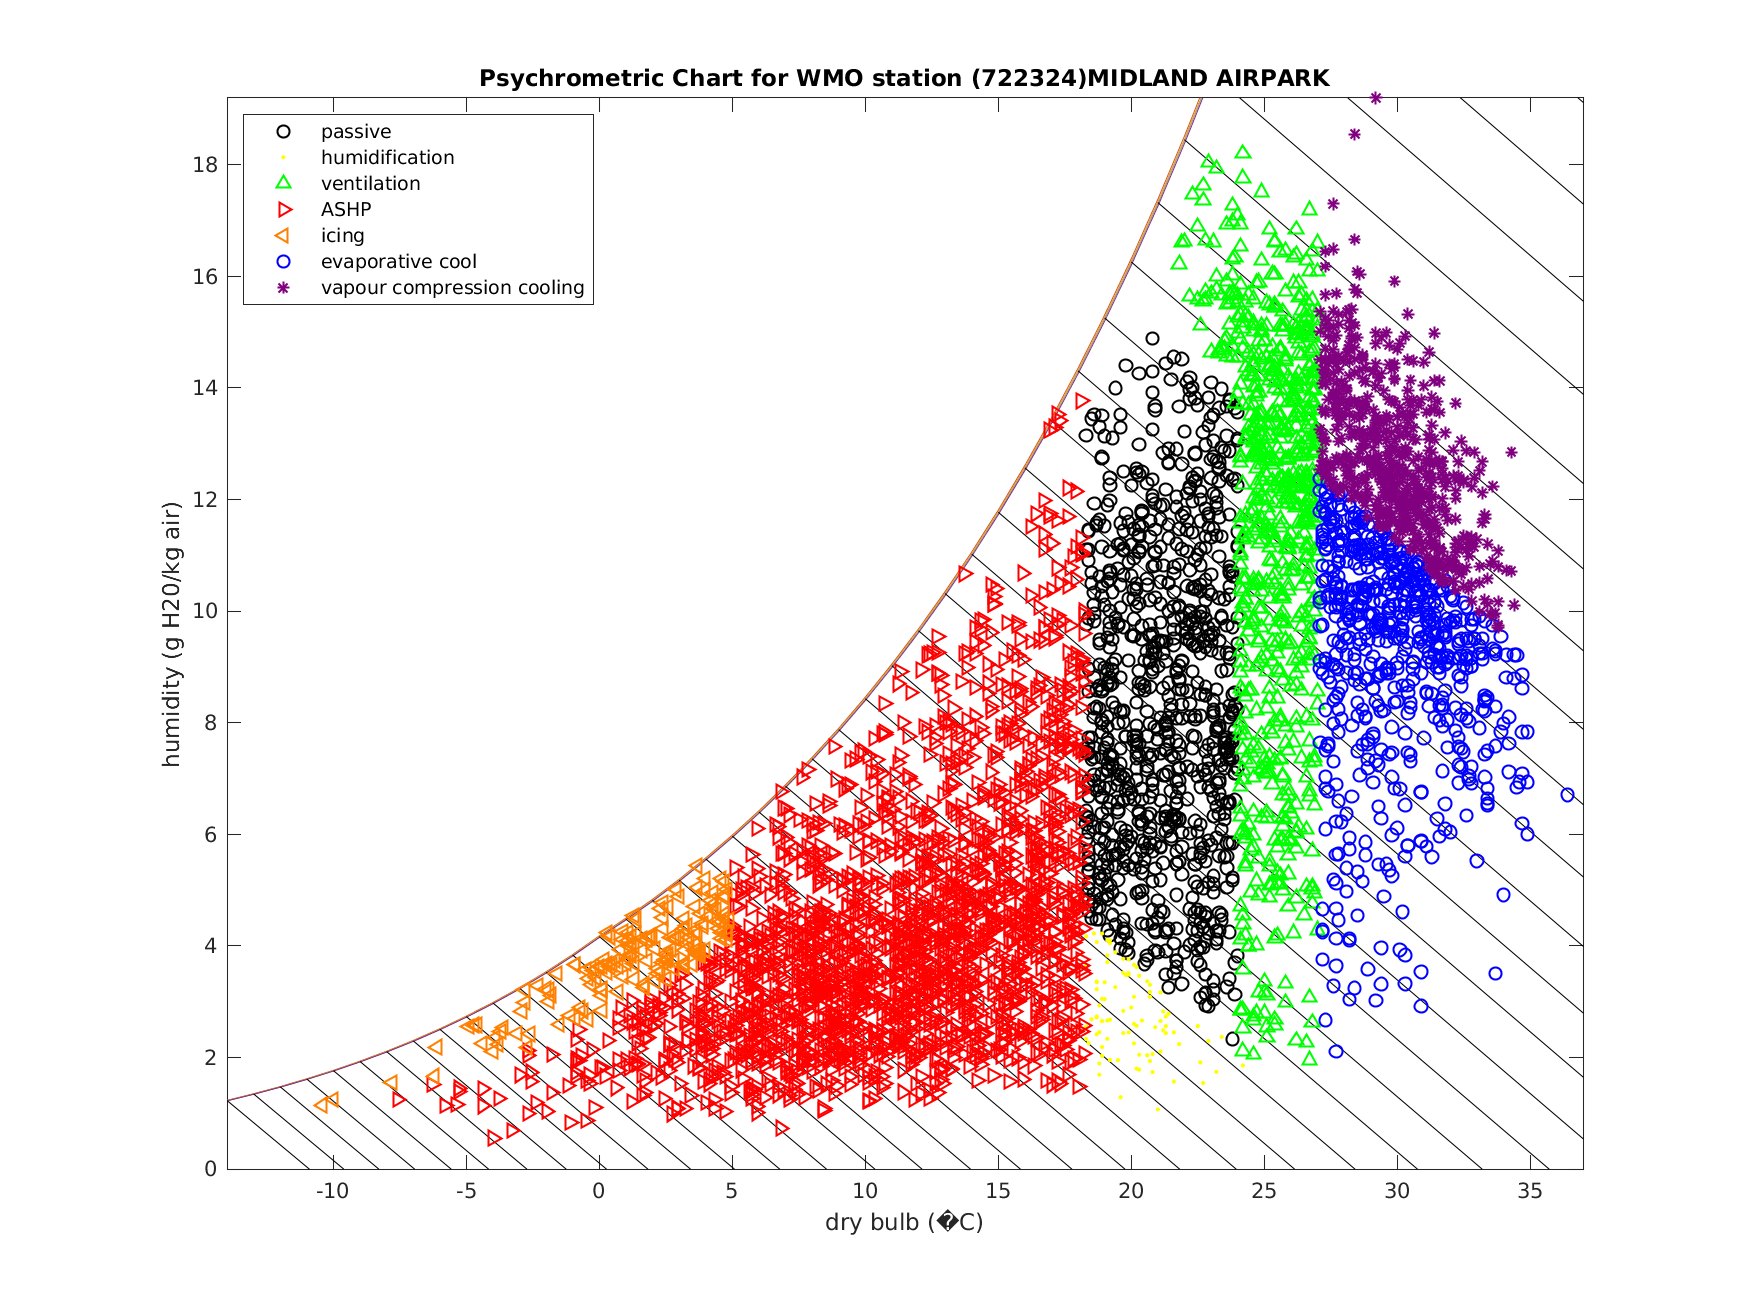 Psychrometric Chart for WMO station (722324)MIDLAND AIRPARK
passive
humidification
ventilation
ASHP
icing
evaporative cool
vapour compression cooling
humidity (g H20/kg air)
18
16
14
12
10
8
6
4
2
0
-10 -5 0 5 10 15 20 25 30 35
dry bulb (�C)